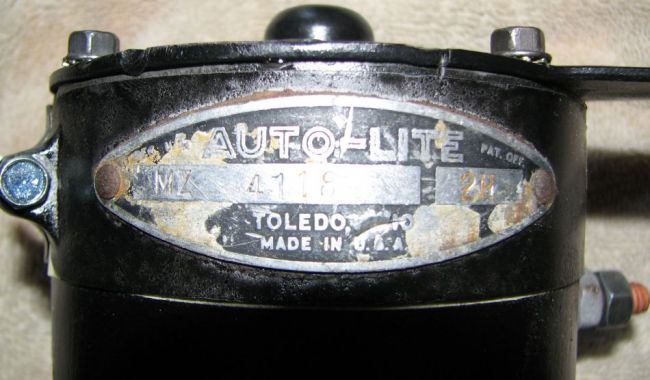 AUTO-LITE PAT. OFF.
MZ 4118 2H
TOLEDO,
MADE IN U.S.A